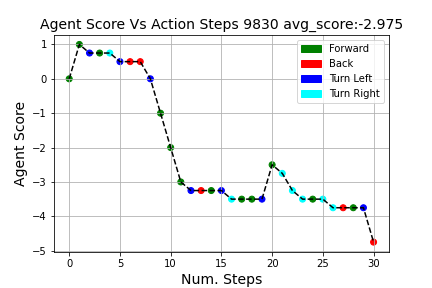 Agent Score Vs Action Steps 9830 avg_score:-2.975
Agent Score
1
0
−1
−2
−3
−4
−5
Forward
Back
Turn Left
Turn Right
0 5 10 15 20 25 30
Num. Steps